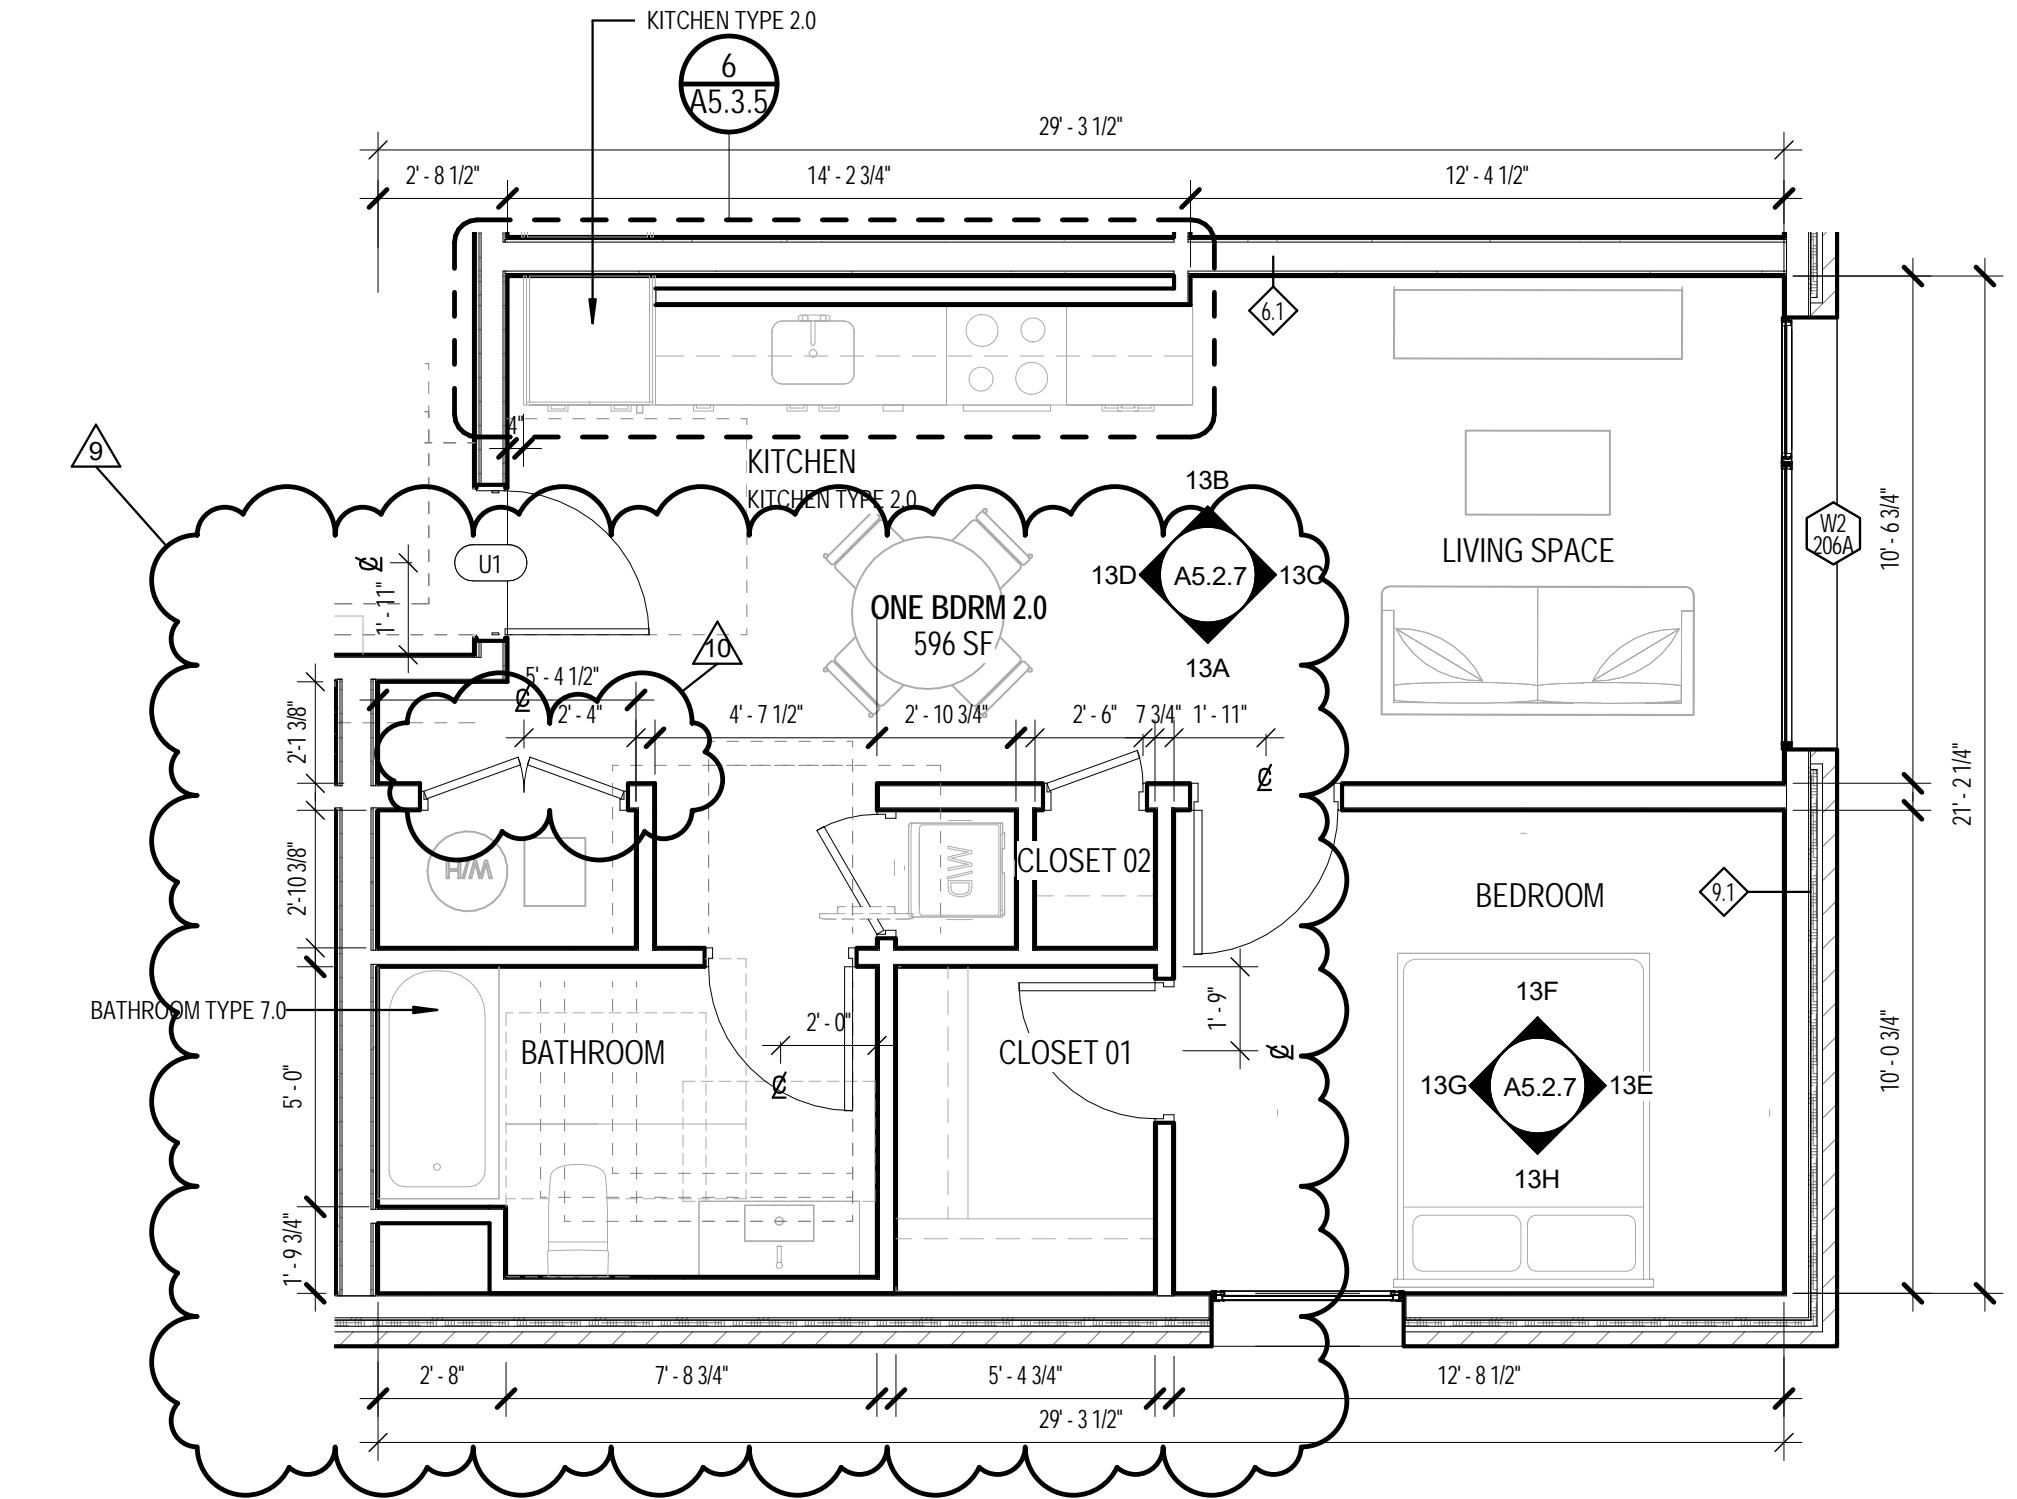 KITCHEN TYPE 2.0
6
A5.3.5
29' - 3 1/2"
2' - 8 1/2"
14' - 2 3/4"
12' - 4 1/2"
6.1
4"
9
KITCHEN
KITCHEN TYPE 2.0
13B
13D
A5.2.7
13C
13A
U1
1' - 11"
ONE BDRM 2.0
596 SF
LIVING SPACE
W2
206A
10' - 6 3/4"
21' - 2 1/4"
10
5' - 4 1/2"
2' - 4"
4' - 7 1/2"
2' - 10 3/4"
2' - 6"
7 3/4"
1' - 11"
2'-1 3/8"
2'-10 3/8"
W/H
W/D
CLOSET 02
BEDROOM
9.1
BATHROOM TYPE 7.0
BATHROOM
2' - 0"
CLOSET 01
1' - 9"
13F
13G
A5.2.7
13E
13H
10' - 0 3/4"
5' - 0"
1' - 9 3/4"
2' - 8"
7' - 8 3/4"
5' - 4 3/4"
12' - 8 1/2"
29' - 3 1/2"